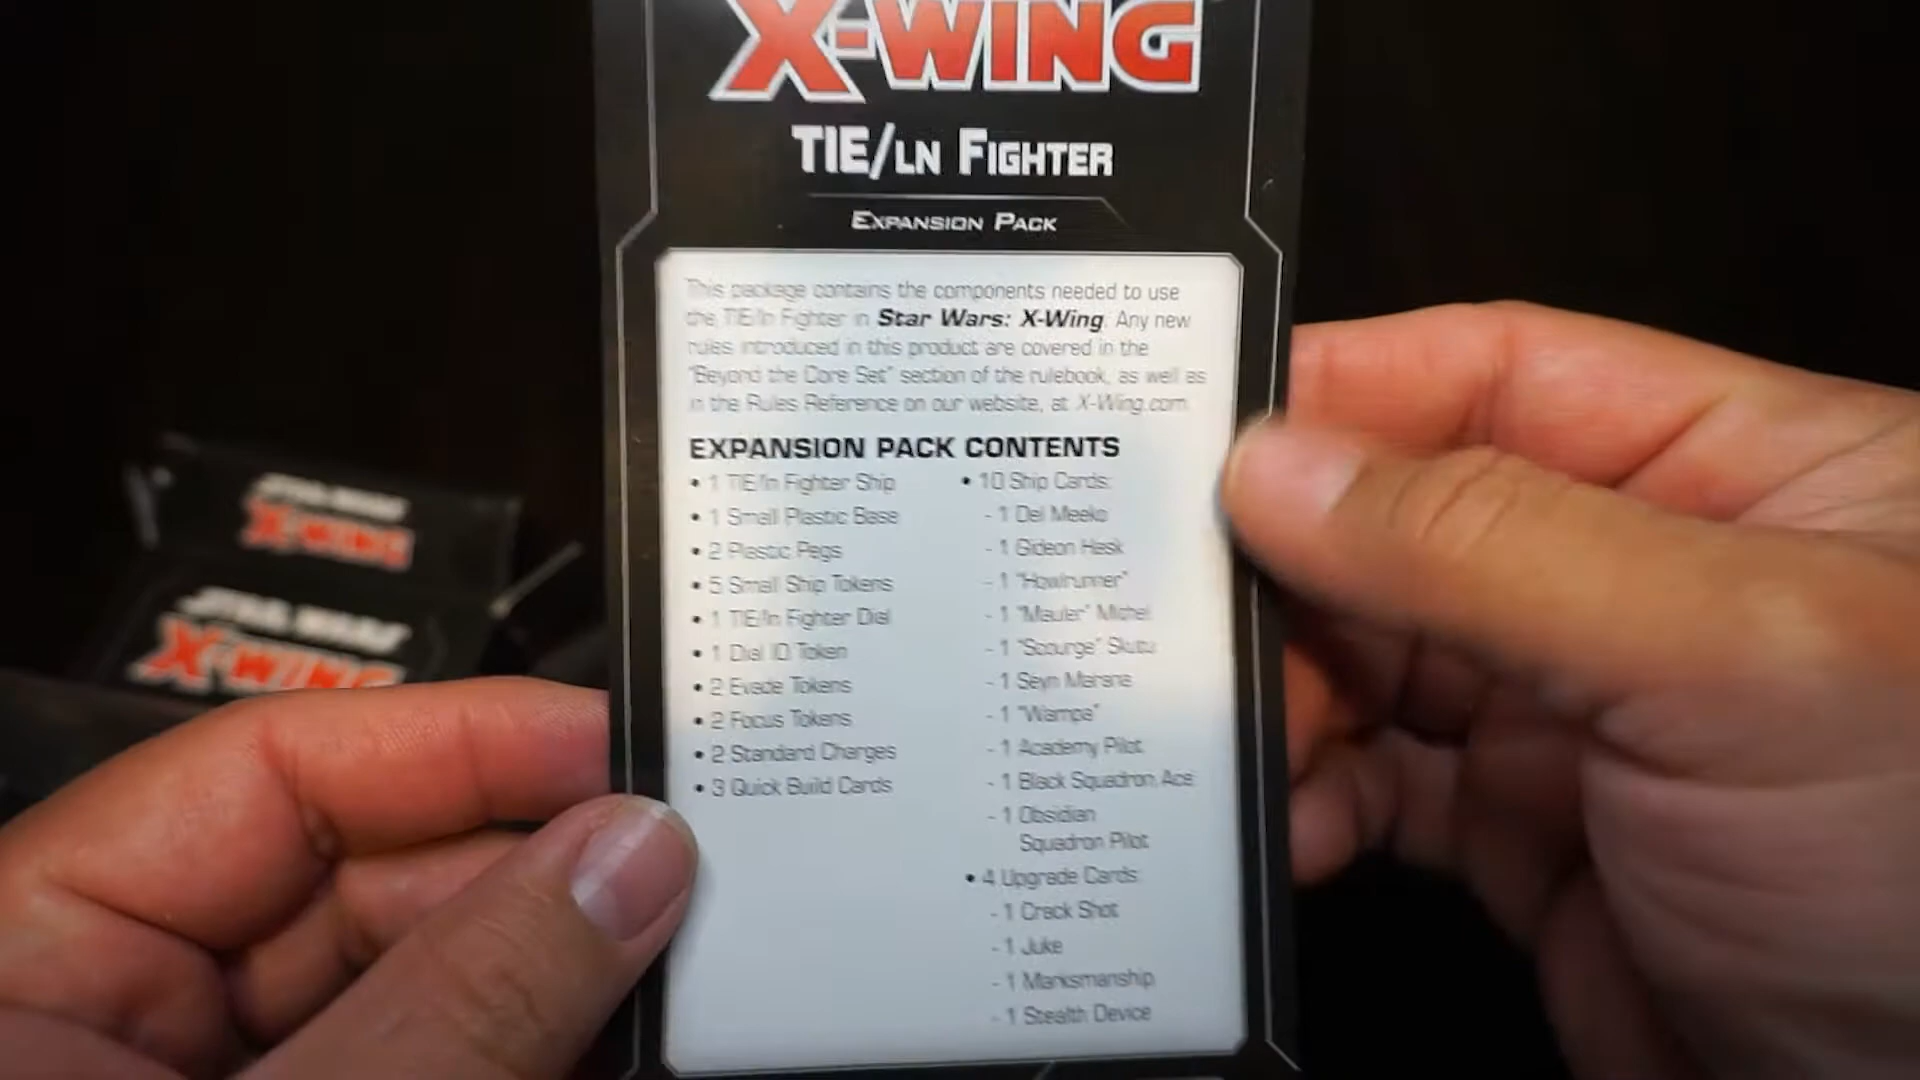 X-WING
TIE/LN FIGHTER
EXPANSION PACK
This package contains the components needed to use
the TIE/ln Fighter in Star Wars: X-Wing. Any new
rules introduced in this product are covered in the
"Beyond the Core Set" section of the rulebook, as well as
in the Rules Reference on our website, at X-Wing.com.
EXPANSION PACK CONTENTS
• 1 TIE/ln Fighter Ship
• 1 Small Plastic Base
• 2 Plastic Pegs
• 5 Small Ship Tokens
• 1 TIE/ln Fighter Dial
• 1 Dial ID Token
• 2 Evade Tokens
• 2 Focus Tokens
• 2 Standard Charges
• 3 Quick Build Cards
• 10 Ship Cards:
- 1 Del Meeko
- 1 Gideon Hask
- 1 "Howlrunner"
- 1 "Mauler" Mithel
- 1 "Scourge" Skutu
- 1 Seyn Marana
- 1 "Wampa"
- 1 Academy Pilot
- 1 Black Squadron Ace
- 1 Obsidian
Squadron Pilot
• 4 Upgrade Cards:
- 1 Crack Shot
- 1 Juke
- 1 Marksmanship
- 1 Stealth Device
STAR WARS
X-WING
STAR WARS
X-WING